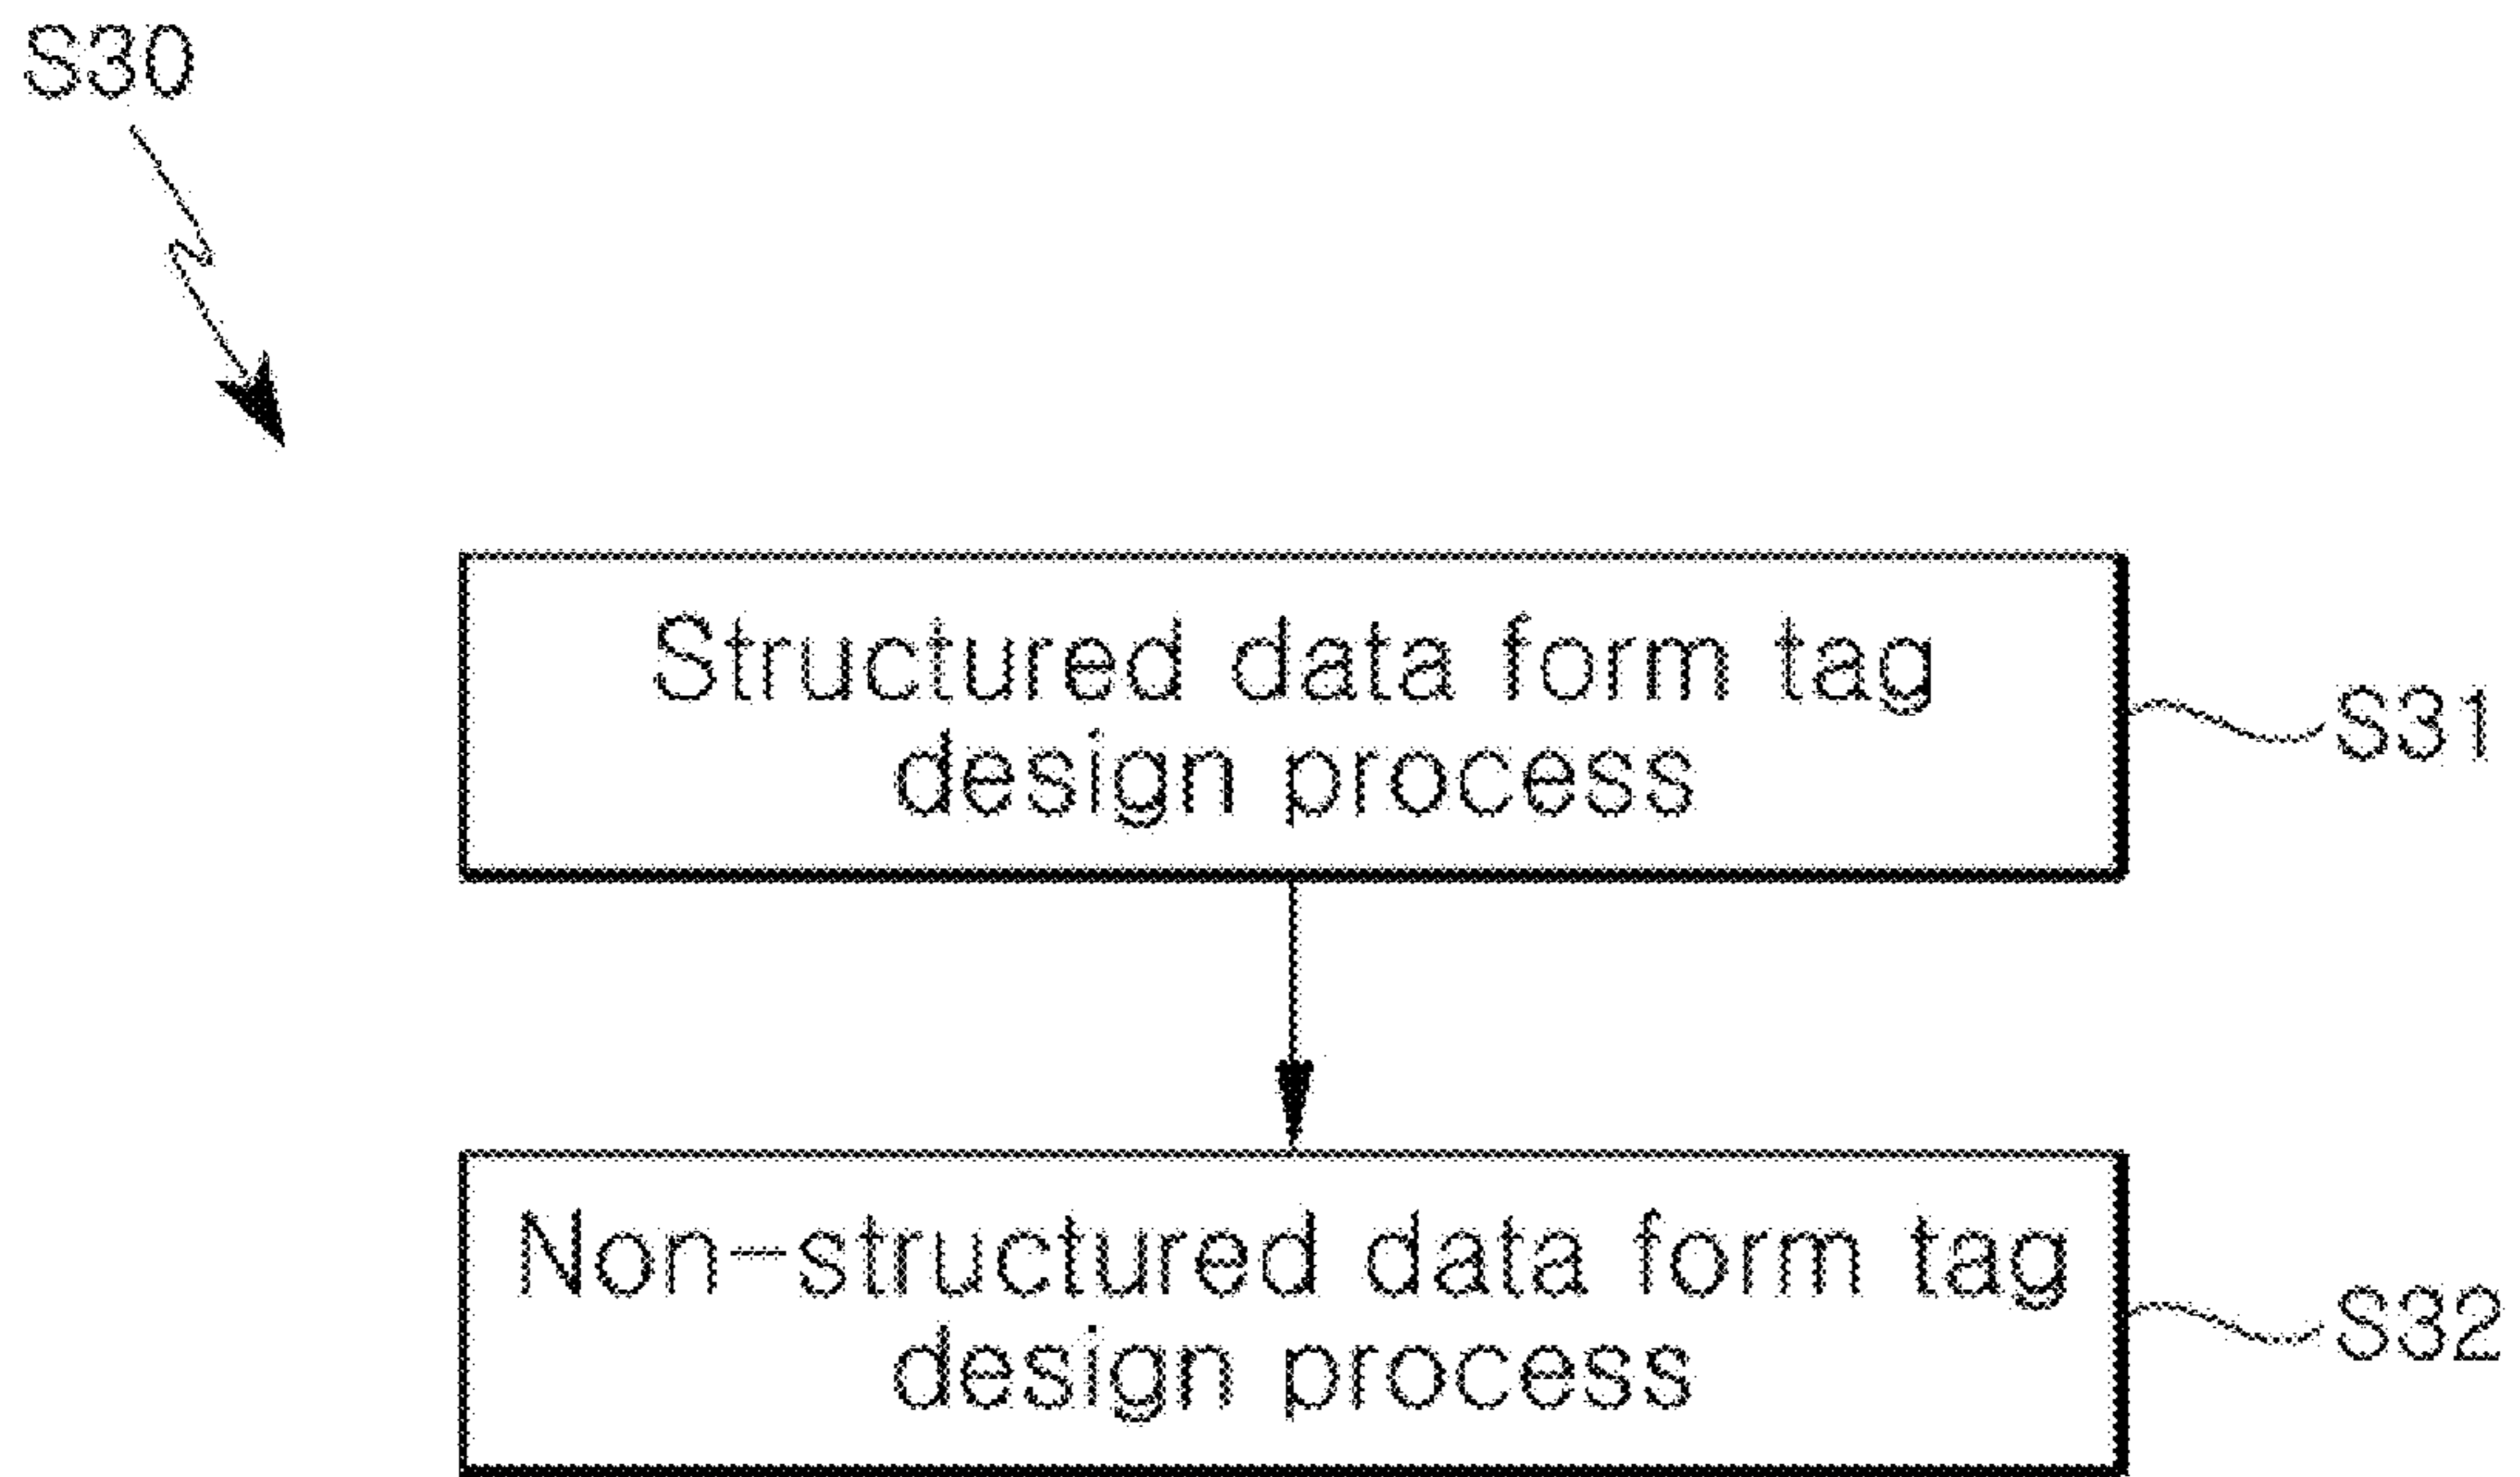 S30
Structured data form tag
design process
S31
Non-structured data form tag
design process
S32